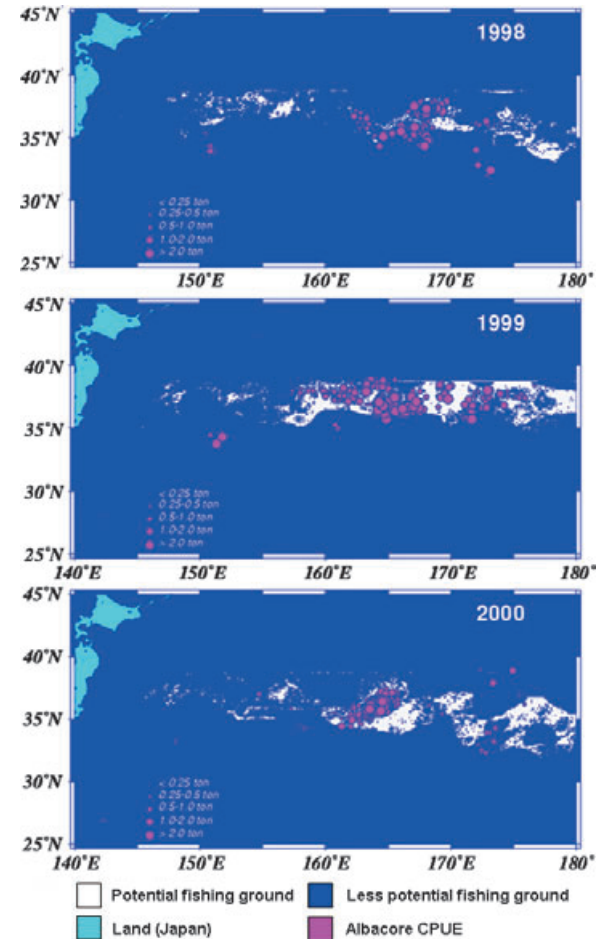 45˚N
1998
40˚N
35˚N
30˚N
< 0.25 ton
0.25-0.5 ton
0.5-1.0 ton
1.0-2.0 ton
> 2.0 ton
25˚N
150˚E 160˚E 170˚E 180˚
45˚N
1999
40˚N
35˚N
30˚N
< 0.25 ton
0.25-0.5 ton
0.5-1.0 ton
1.0-2.0 ton
> 2.0 ton
25˚N
140˚E 150˚E 160˚E 170˚E 180˚
45˚N
2000
40˚N
35˚N
30˚N
< 0.25 ton
0.25-0.5 ton
0.5-1.0 ton
1.0-2.0 ton
> 2.0 ton
25˚N
140˚E 150˚E 160˚E 170˚E 180˚
Potential fishing ground Less potential fishing ground
Land (Japan) Albacore CPUE